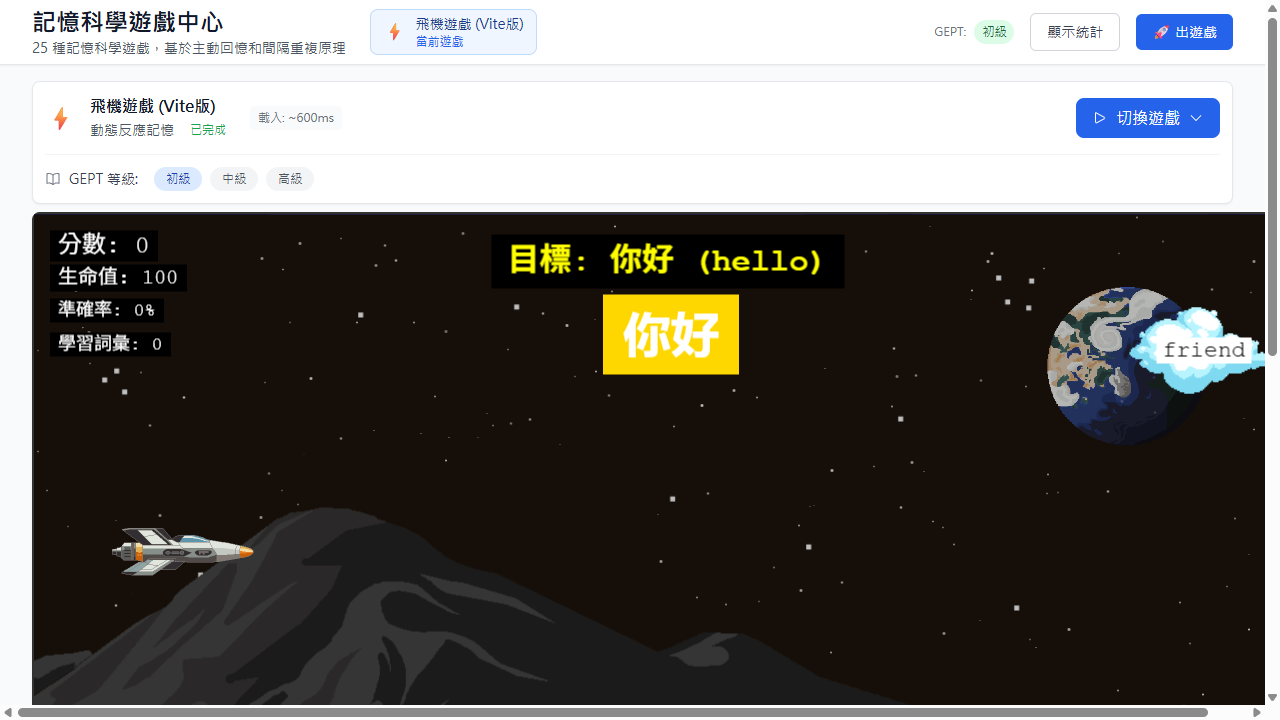 記憶科學遊戲中心
25 種記憶科學遊戲，基於主動回憶和間隔重複原理
飛機遊戲 (Vite版)
當前遊戲
GEPT:
初級
顯示統計
出遊戲
飛機遊戲 (Vite版)
動態反應記憶
已完成
載入: ~600ms
切換遊戲
GEPT 等級:
初級
中級
高級
分數: 0
生命值: 100
準確率: 0%
學習詞彙: 0
目標: 你好 (hello)
你好
friend